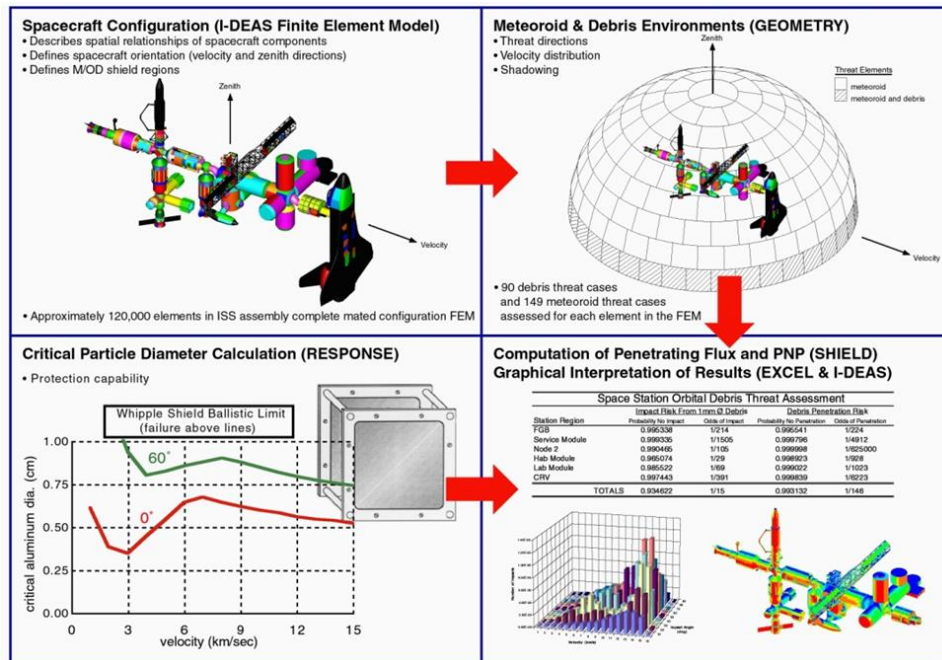 Spacecraft Configuration (I-DEAS Finite Element Model)
• Describes spatial relationships of spacecraft components
• Defines spacecraft orientation (velocity and zenith directions)
• Defines M/OD shield regions
Zenith
Velocity
• Approximately 120,000 elements in ISS assembly complete mated configuration FEM
Meteoroid & Debris Environments (GEOMETRY)
• Threat directions
• Velocity distribution
• Shadowing
Zenith
Threat Elements
meteoroid
meteoroid and debris
Velocity
• 90 debris threat cases
and 149 meteoroid threat cases
assessed for each element in the FEM
Critical Particle Diameter Calculation (RESPONSE)
• Protection capability
Whipple Shield Ballistic Limit
(failure above lines)
1.00
60°
0.75
0°
0.50
0.25
0.00
critical aluminum dia. (cm)
0 3 6 9 12 15
velocity (km/sec)
Computation of Penetrating Flux and PNP (SHIELD)
Graphical Interpretation of Results (EXCEL & I-DEAS)
Space Station Orbital Debris Threat Assessment
Impact Risk From 1mm Ø Debris Debris Penetration Risk
Station Region Probability No Impact Odds of Impact Probability No Penetration Odds of Penetration
FGB 0.995338 1/214 0.995541 1/224
Service Module 0.999335 1/1505 0.999796 1/4912
Node 2 0.990465 1/105 0.999998 1/625000
Hab Module 0.965074 1/29 0.998923 1/928
Lab Module 0.985522 1/69 0.999022 1/1023
CRV 0.997443 1/391 0.999839 1/6223
TOTALS 0.934622 1/15 0.993132 1/146
Number of Impacts
Velocity (km/s)
Impact Angle
(deg)